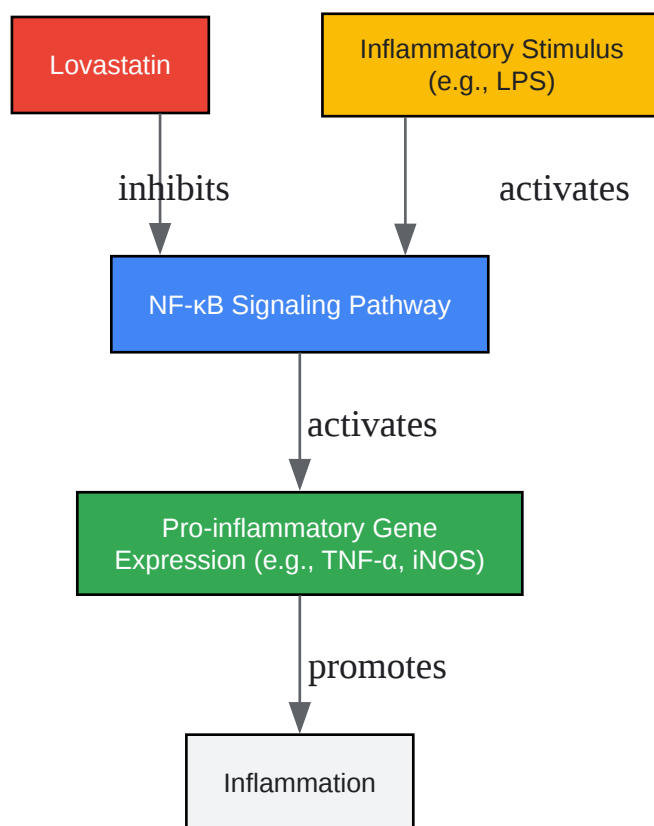 Lovastatin
Inflammatory Stimulus
(e.g., LPS)
inhibits
activates
NF-κB Signaling Pathway
activates
Pro-inflammatory Gene
Expression (e.g., TNF-α, iNOS)
promotes
Inflammation